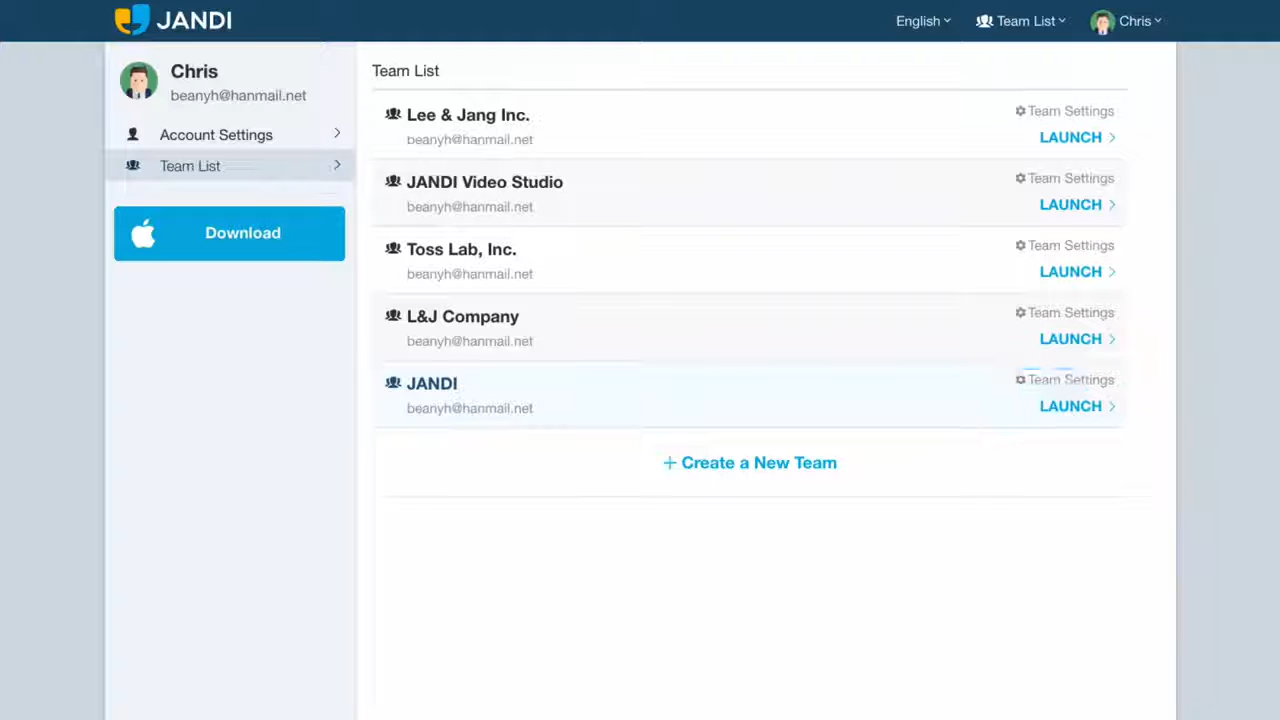 JANDI
English
Team List
Chris
Chris
beanyh@hanmail.net
Account Settings
Team List
Download
Team List
Lee & Jang Inc.
beanyh@hanmail.net
Team Settings
LAUNCH
JANDI Video Studio
beanyh@hanmail.net
Team Settings
LAUNCH
Toss Lab, Inc.
beanyh@hanmail.net
Team Settings
LAUNCH
L&J Company
beanyh@hanmail.net
Team Settings
LAUNCH
JANDI
beanyh@hanmail.net
Team Settings
LAUNCH
+ Create a New Team